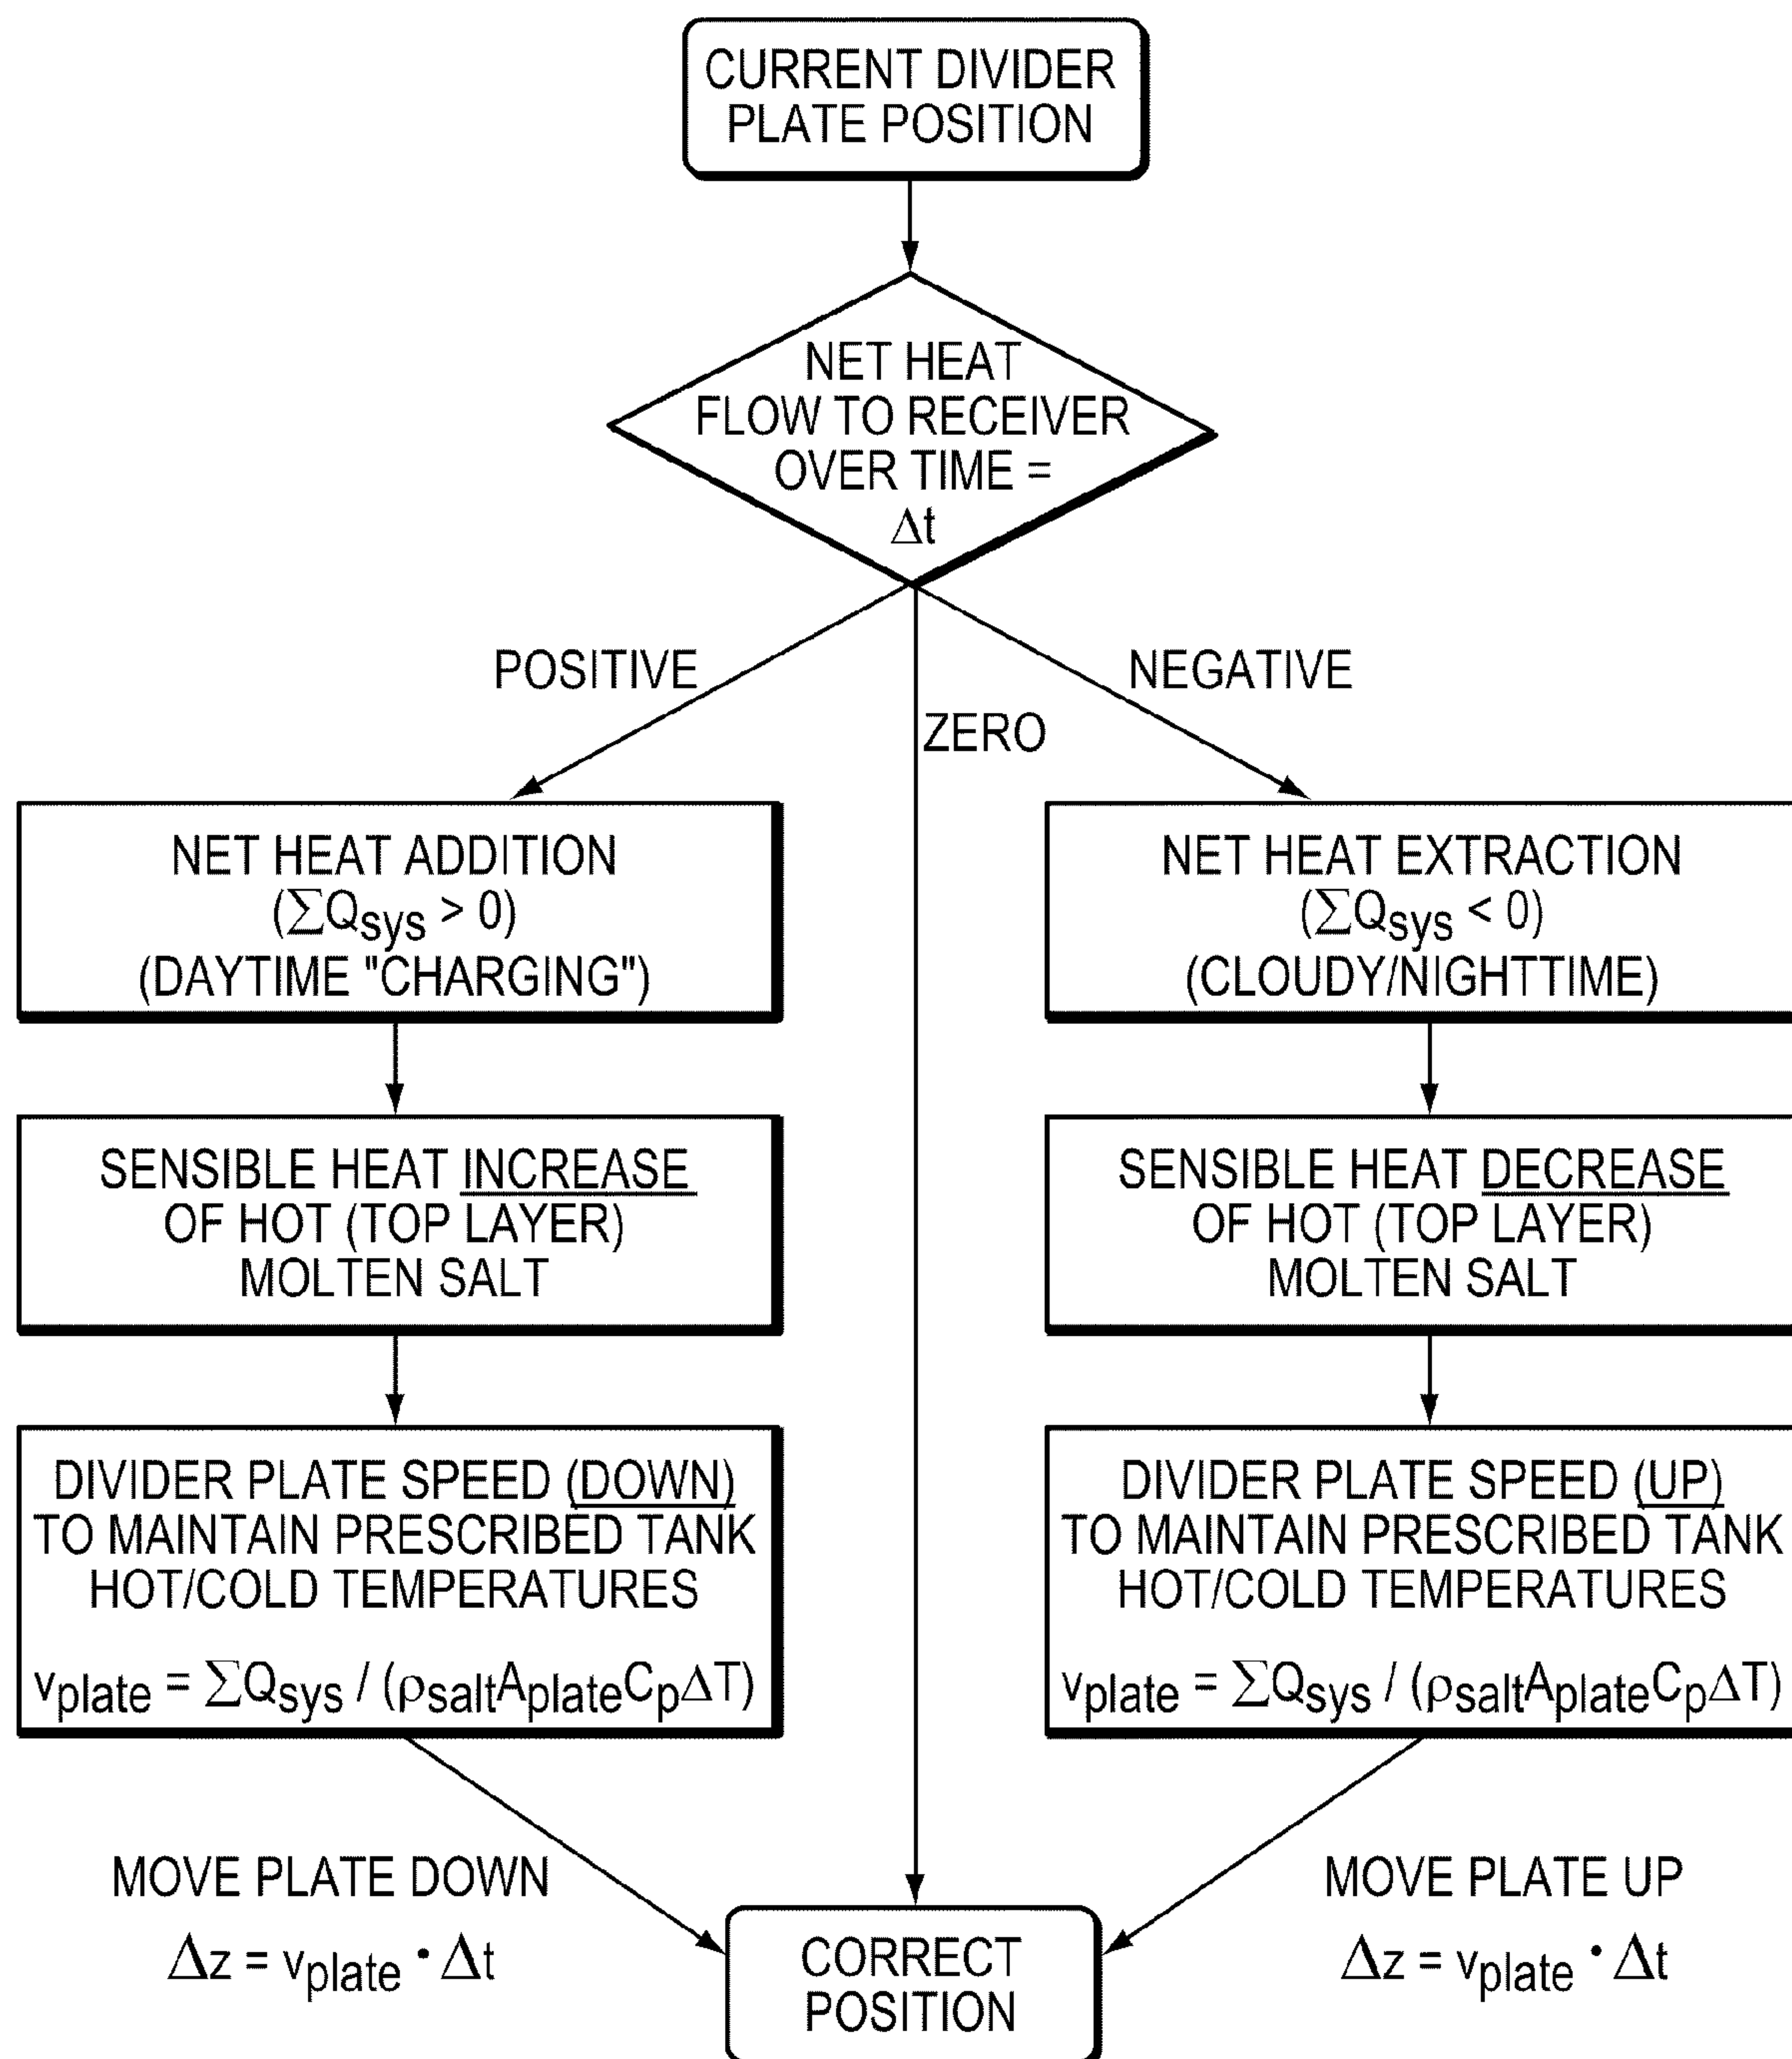 CURRENT DIVIDER
PLATE POSITION
NET HEAT
FLOW TO RECEIVER
OVER TIME =
Δt
POSITIVE
NEGATIVE
ZERO
NET HEAT ADDITION
(∑Qsys > 0)
(DAYTIME "CHARGING")
NET HEAT EXTRACTION
(∑Qsys < 0)
(CLOUDY/NIGHTTIME)
SENSIBLE HEAT INCREASE
OF HOT (TOP LAYER)
MOLTEN SALT
SENSIBLE HEAT DECREASE
OF HOT (TOP LAYER)
MOLTEN SALT
DIVIDER PLATE SPEED (DOWN)
TO MAINTAIN PRESCRIBED TANK
HOT/COLD TEMPERATURES
vplate = ∑Qsys / (ρsaltAplateCpΔT)
DIVIDER PLATE SPEED (UP)
TO MAINTAIN PRESCRIBED TANK
HOT/COLD TEMPERATURES
vplate = ∑Qsys / (ρsaltAplateCpΔT)
MOVE PLATE DOWN
Δz = vplate · Δt
MOVE PLATE UP
Δz = vplate · Δt
CORRECT
POSITION